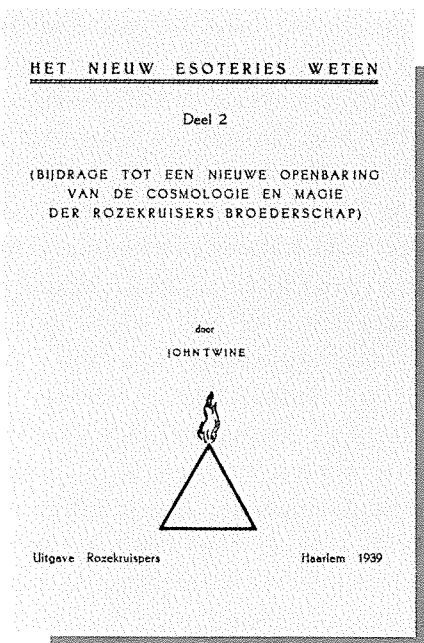 HET NIEUW ESOTERIES WETEN
Deel 2
(BIJDRAGE TOT EEN NIEUWE OPENBARING
VAN DE COSMOLOGIE EN MAGIE
DER ROZEKRUISERS BROEDERSCHAP)
door
JOHN TWINE
Uitgave Rozekruispers Haarlem 1939